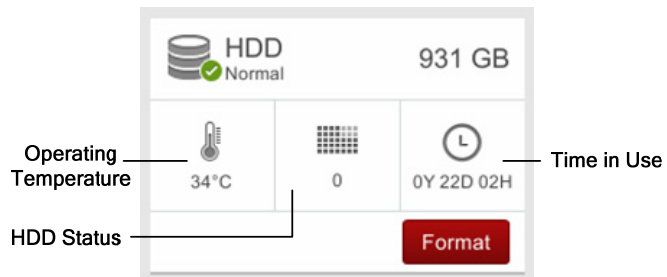 HDD
Normal
931 GB
Operating
Temperature
34°C
0
0Y 22D 02H
Time in Use
HDD Status
Format